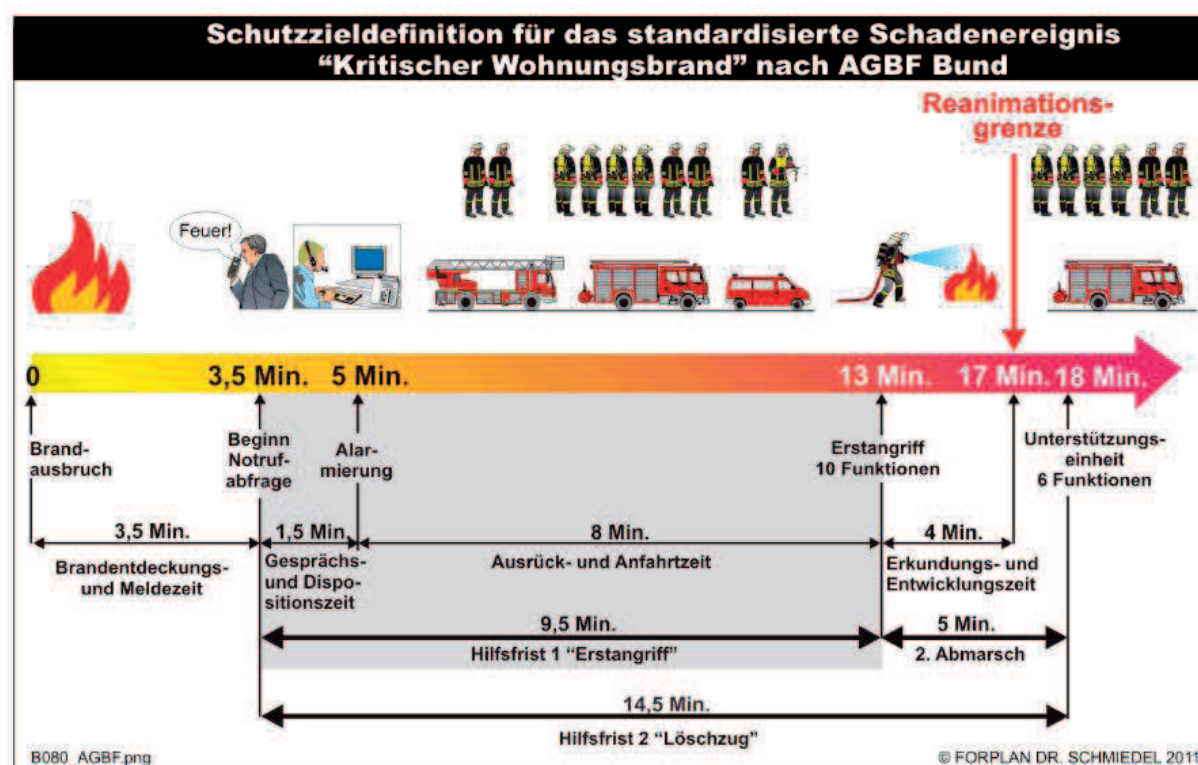 Schutzzieldefinition für das standardisierte Schadenereignis
“Kritischer Wohnungsbrand” nach AGBF Bund
Reanimations-
grenze
Feuer!
0
3,5 Min.
5 Min.
13 Min.
17 Min.
18 Min.
Brand-
ausbruch
Beginn
Notruf-
abfrage
Alar-
mierung
Erstangriff
10 Funktionen
Unterstützungs-
einheit
6 Funktionen
3,5 Min.
Brandentdeckungs-
und Meldezeit
1,5 Min.
Gesprächs-
und Dispo-
sitionszeit
8 Min.
Ausrück- und Anfahrtzeit
4 Min.
Erkundungs- und
Entwicklungszeit
9,5 Min.
Hilfsfrist 1 “Erstangriff”
5 Min.
2. Abmarsch
14,5 Min.
Hilfsfrist 2 “Löschzug”
B080_AGBF.png
© FORPLAN DR. SCHMIEDEL 2011